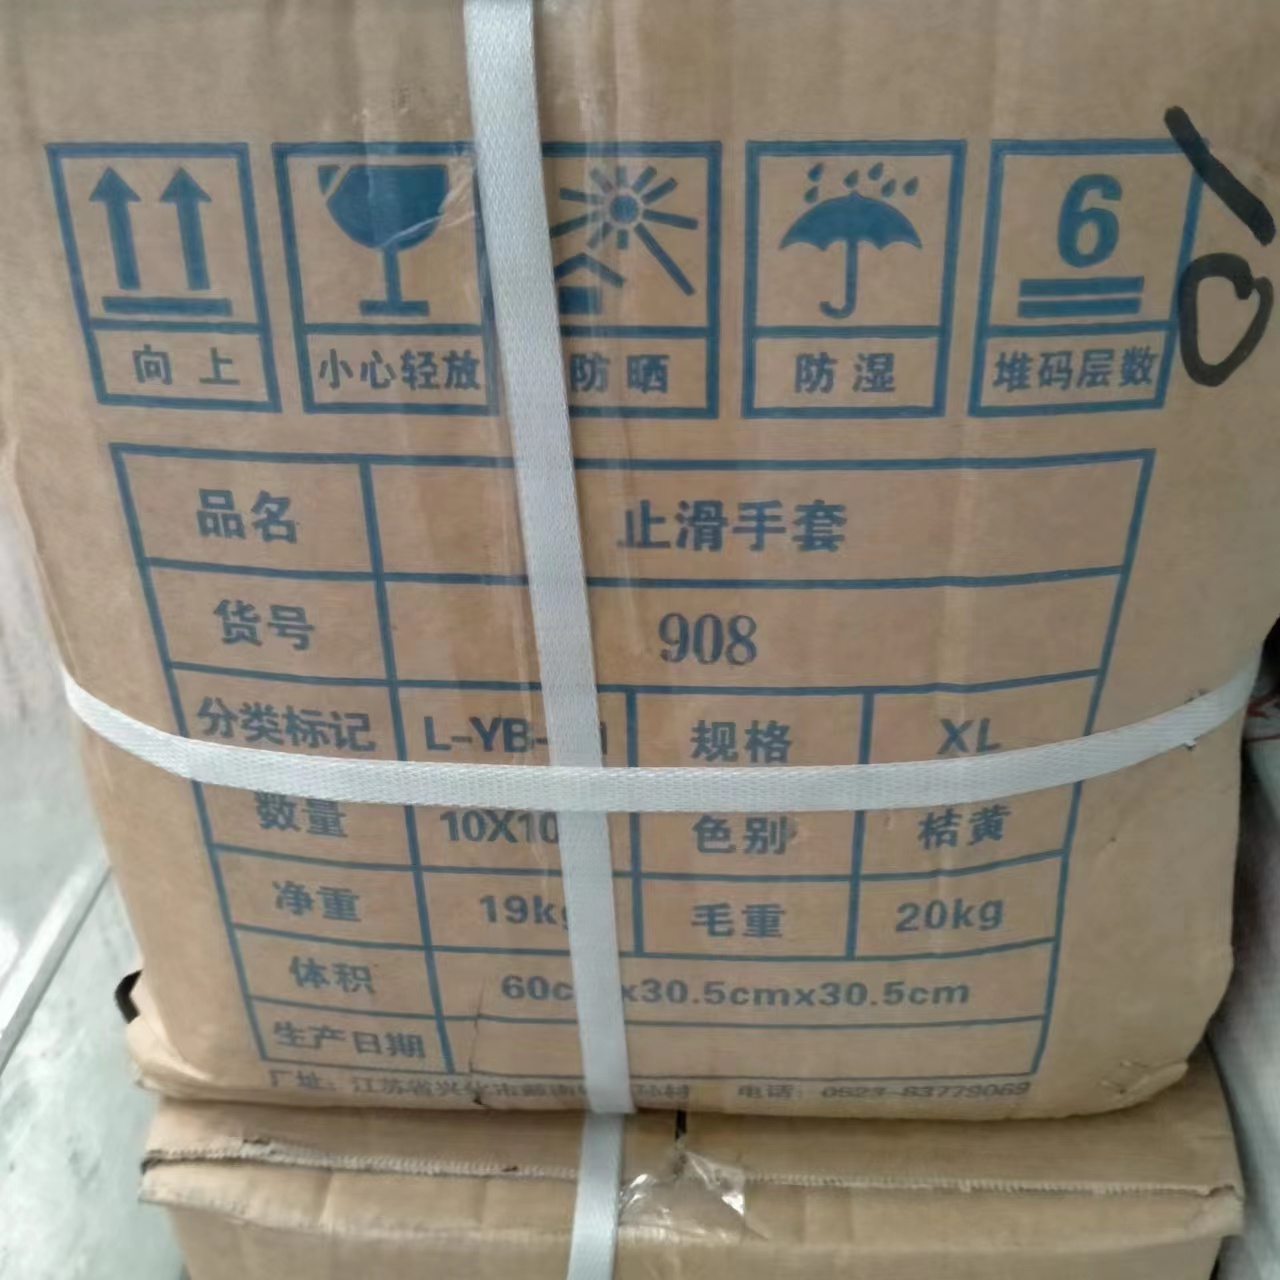 6
向上 小心轻放 防晒 防湿 堆码层数
品名 止滑手套
货号 908
分类标记 L-YB- 规格 XL
数量 10X10 色别 桔黄
净重 19kg 毛重 20kg
体积 60c x30.5cmx30.5cm
生产日期
厂址: 江苏省兴化市戴南 村 电话: 0523-83779069